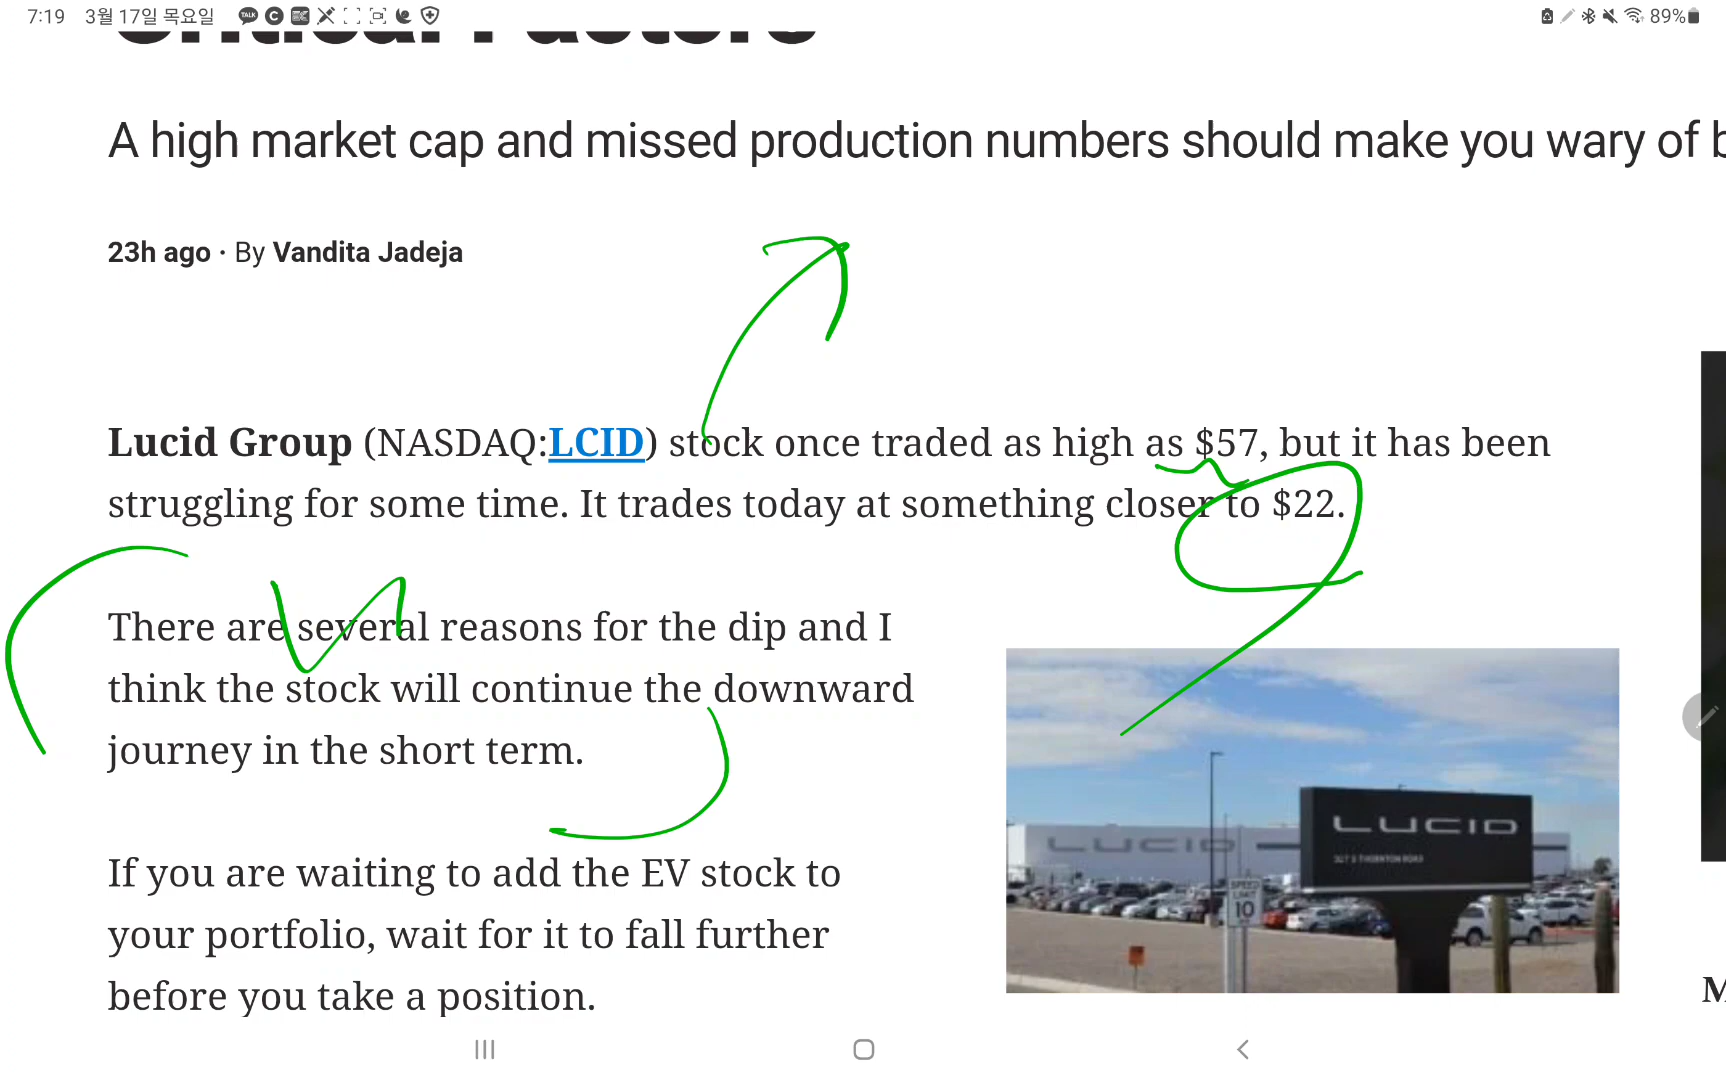 7:19 3월 17일 목요일
TALK
89%
Critical Factors
A high market cap and missed production numbers should make you wary of b
23h ago · By Vandita Jadeja
Lucid Group (NASDAQ:LCID) stock once traded as high as $57, but it has been
struggling for some time. It trades today at something closer to $22.
There are several reasons for the dip and I
think the stock will continue the downward
journey in the short term.
If you are waiting to add the EV stock to
your portfolio, wait for it to fall further
before you take a position.
LUCID
LUCID
SPEED
LIMIT
10
M